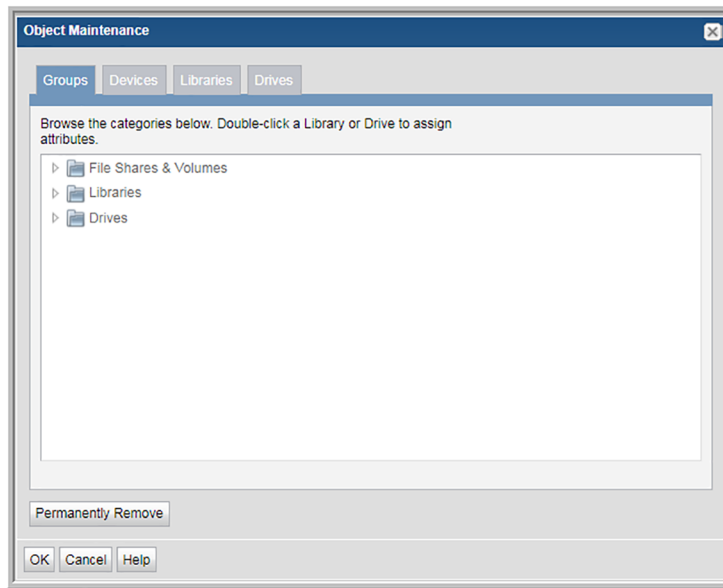 Object Maintenance
Groups Devices Libraries Drives
Browse the categories below. Double-click a Library or Drive to assign
attributes.
File Shares & Volumes
Libraries
Drives
Permanently Remove
OK Cancel Help